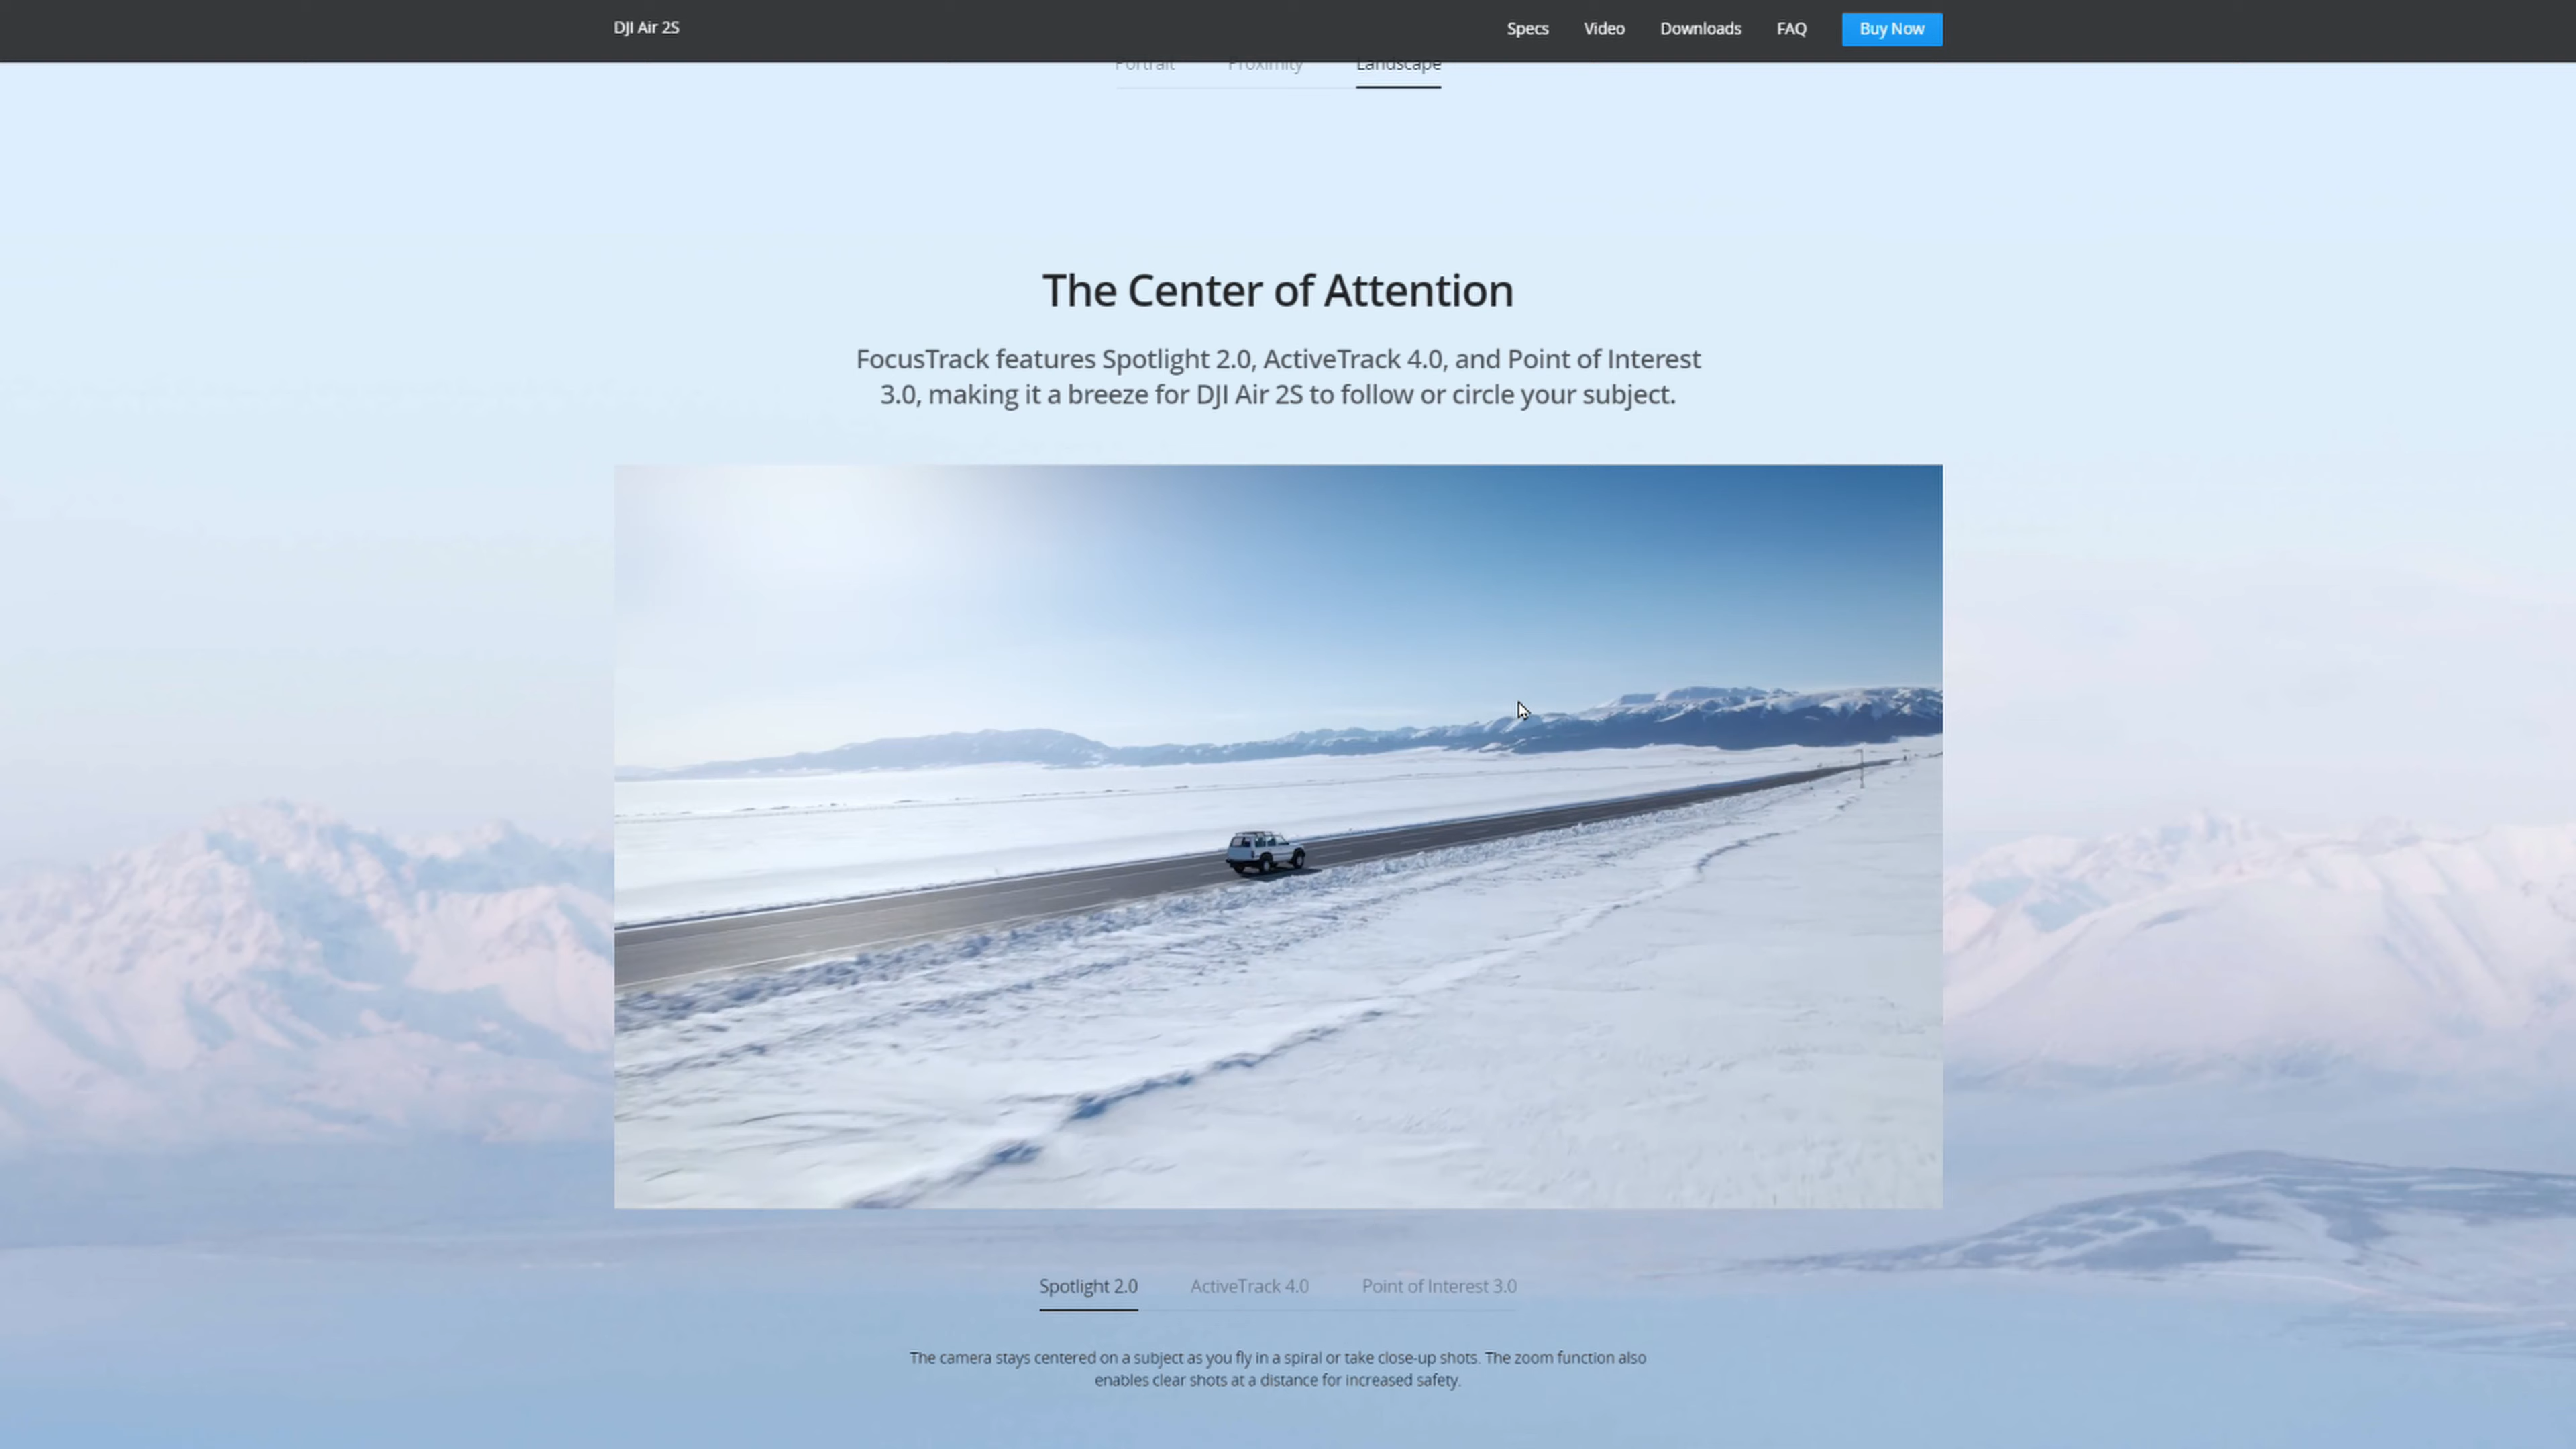 DJI Air 2S
Specs Video Downloads FAQ Buy Now
Portrait Proximity Landscape
The Center of Attention
FocusTrack features Spotlight 2.0, ActiveTrack 4.0, and Point of Interest
3.0, making it a breeze for DJI Air 2S to follow or circle your subject.
Spotlight 2.0 ActiveTrack 4.0 Point of Interest 3.0
The camera stays centered on a subject as you fly in a spiral or take close-up shots. The zoom function also
enables clear shots at a distance for increased safety.